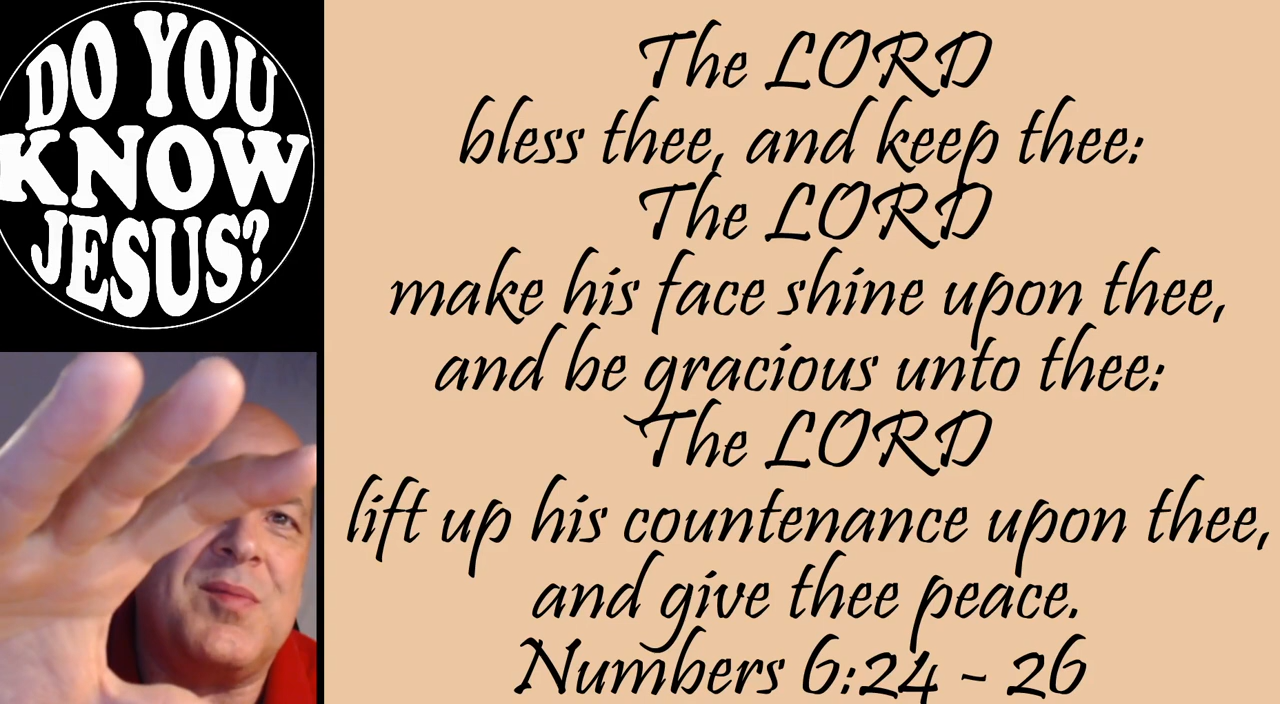 DO YOU
KNOW
JESUS?
The LORD
bless thee, and keep thee:
The LORD
make his face shine upon thee,
and be gracious unto thee:
The LORD
lift up his countenance upon thee,
and give thee peace.
Numbers 6:24 - 26